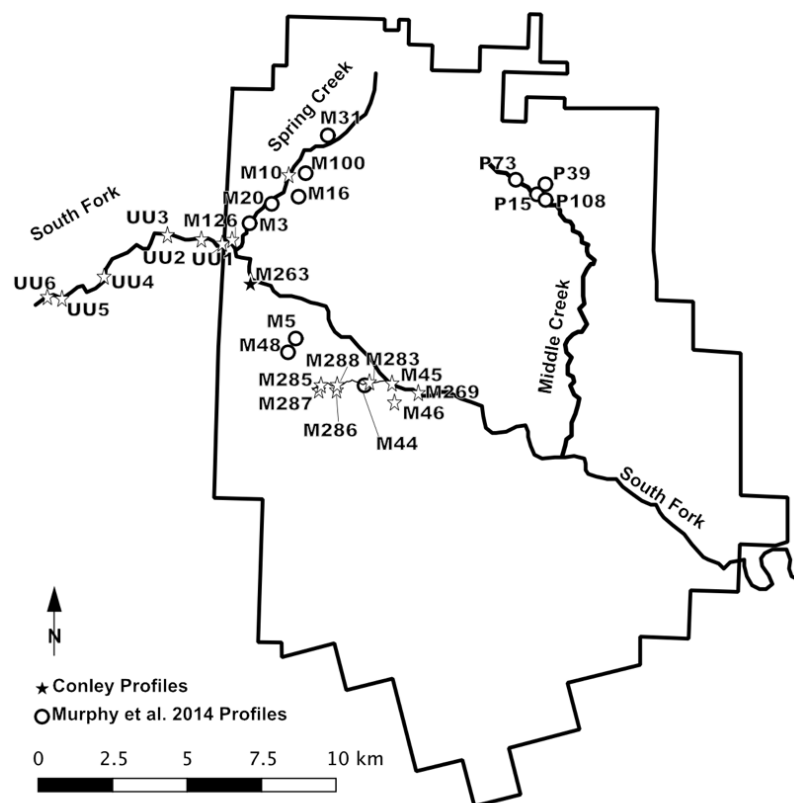 Spring Creek
M31
M10
M100
M20
M16
M3
South Fork
UU3
M126
UU2
UU1
UU6
UU5
UU4
M263
P73
P39
P15
P108
Middle Creek
M5
M48
M288
M283
M285
M45
M287
M269
M286
M46
M44
South Fork
N
Conley Profiles
Murphy et al. 2014 Profiles
0 2.5 5 7.5 10 km